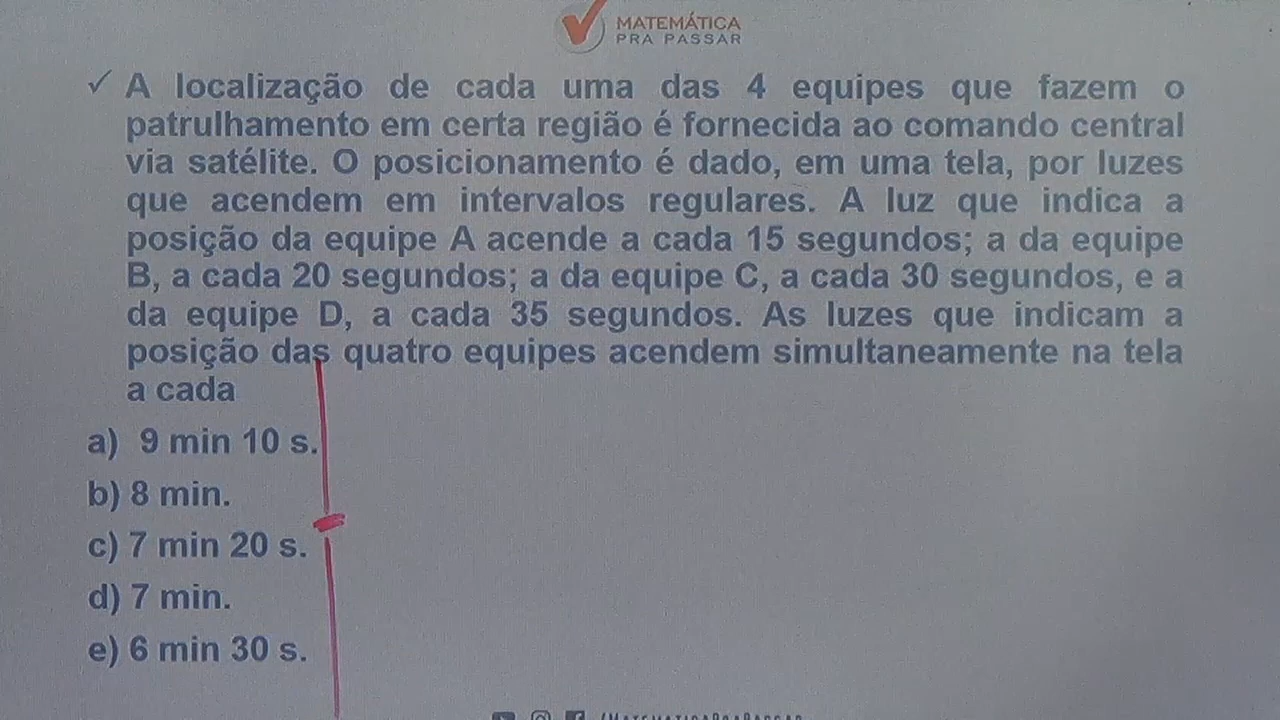 MATEMÁTICA
PRA PASSAR
✓ A localização de cada uma das 4 equipes que fazem o
patrulhamento em certa região é fornecida ao comando central
via satélite. O posicionamento é dado, em uma tela, por luzes
que acendem em intervalos regulares. A luz que indica a
posição da equipe A acende a cada 15 segundos; a da equipe
B, a cada 20 segundos; a da equipe C, a cada 30 segundos, e a
da equipe D, a cada 35 segundos. As luzes que indicam a
posição das quatro equipes acendem simultaneamente na tela
a cada
a) 9 min 10 s.
b) 8 min.
c) 7 min 20 s.
d) 7 min.
e) 6 min 30 s.
/MATEMATICAPRAPASSAR